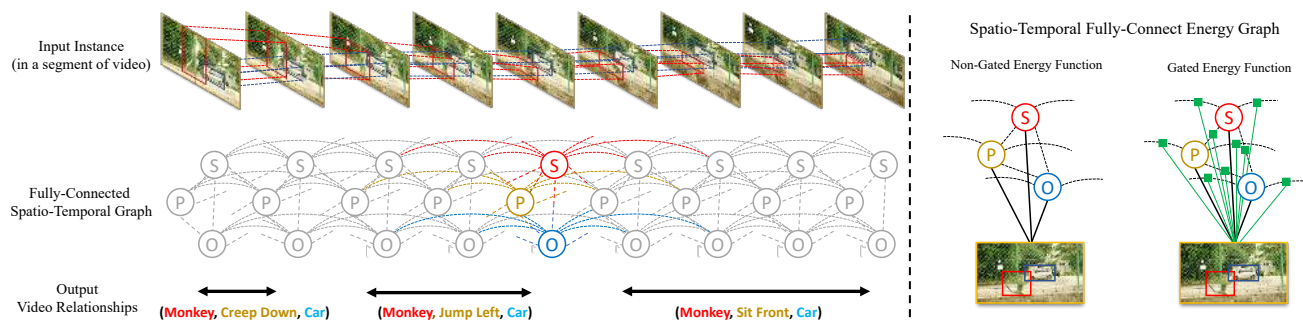 Input Instance
(in a segment of video)
S S S S S S S S S
P P P P P P P P P
O O O O O O O O O
Fully-Connected
Spatio-Temporal Graph
Output
Video Relationships
(Monkey, Creep Down, Car)
(Monkey, Jump Left, Car)
(Monkey, Sit Front, Car)
Spatio-Temporal Fully-Connect Energy Graph
Non-Gated Energy Function
S
P
O
Gated Energy Function
S
P
O